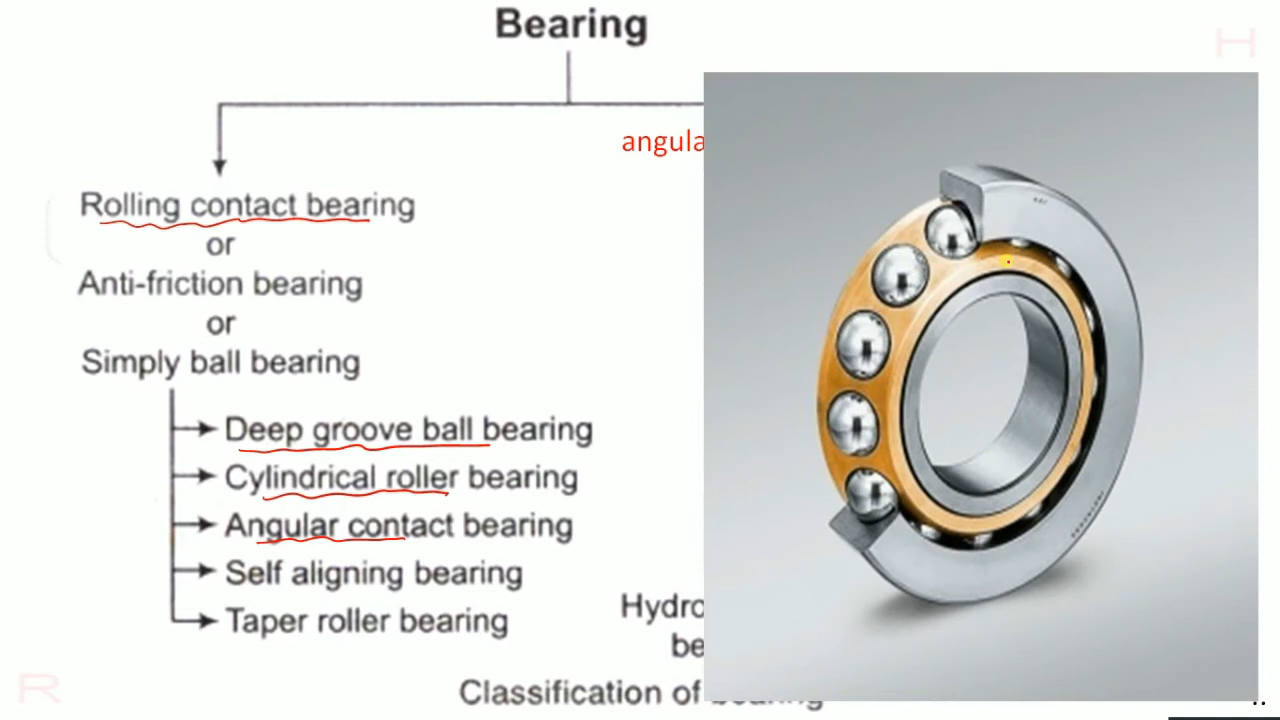 Bearing
H
angula
Rolling contact bearing
or
Anti-friction bearing
or
Simply ball bearing
Deep groove ball bearing
Cylindrical roller bearing
Angular contact bearing
Self aligning bearing
Taper roller bearing
Hydro
be
Classification of bearing
R